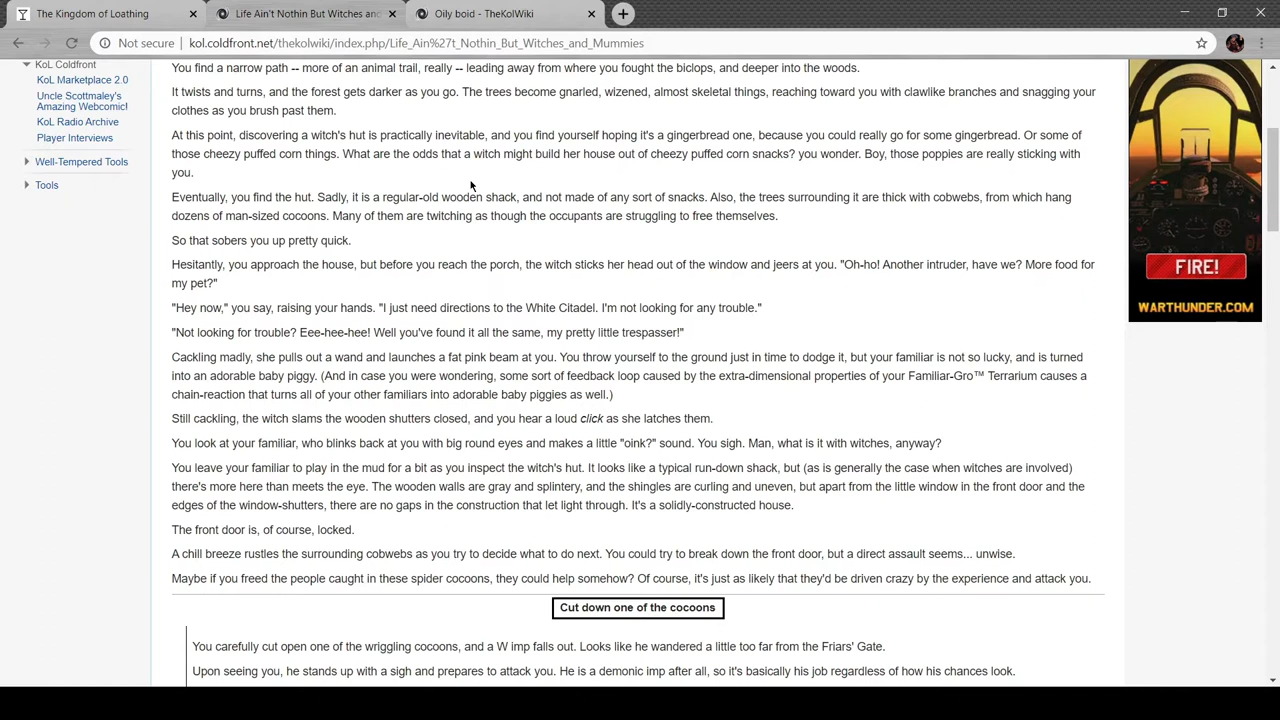 The Kingdom of Loathing
Life Ain't Nothin But Witches and
Oily boid - TheKolWiki
Not secure | kol.coldfront.net/thekolwiki/index.php/Life_Ain%27t_Nothin_But_Witches_and_Mummies
KoL Coldfront
KoL Marketplace 2.0
Uncle Scottmaley's
Amazing Webcomic!
KoL Radio Archive
Player Interviews
Well-Tempered Tools
Tools
You find a narrow path -- more of an animal trail, really -- leading away from where you fought the biclops, and deeper into the woods.
It twists and turns, and the forest gets darker as you go. The trees become gnarled, wizened, almost skeletal things, reaching toward you with clawlike branches and snagging your
clothes as you brush past them.
At this point, discovering a witch's hut is practically inevitable, and you find yourself hoping it's a gingerbread one, because you could really go for some gingerbread. Or some of
those cheezy puffed corn things. What are the odds that a witch might build her house out of cheezy puffed corn snacks? you wonder. Boy, those poppies are really sticking with
you.
Eventually, you find the hut. Sadly, it is a regular-old wooden shack, and not made of any sort of snacks. Also, the trees surrounding it are thick with cobwebs, from which hang
dozens of man-sized cocoons. Many of them are twitching as though the occupants are struggling to free themselves.
So that sobers you up pretty quick.
Hesitantly, you approach the house, but before you reach the porch, the witch sticks her head out of the window and jeers at you. "Oh-ho! Another intruder, have we? More food for
my pet?"
"Hey now," you say, raising your hands. "I just need directions to the White Citadel. I'm not looking for any trouble."
"Not looking for trouble? Eee-hee-hee! Well you've found it all the same, my pretty little trespasser!"
Cackling madly, she pulls out a wand and launches a fat pink beam at you. You throw yourself to the ground just in time to dodge it, but your familiar is not so lucky, and is turned
into an adorable baby piggy. (And in case you were wondering, some sort of feedback loop caused by the extra-dimensional properties of your Familiar-Gro™ Terrarium causes a
chain-reaction that turns all of your other familiars into adorable baby piggies as well.)
Still cackling, the witch slams the wooden shutters closed, and you hear a loud click as she latches them.
You look at your familiar, who blinks back at you with big round eyes and makes a little "oink?" sound. You sigh. Man, what is it with witches, anyway?
You leave your familiar to play in the mud for a bit as you inspect the witch's hut. It looks like a typical run-down shack, but (as is generally the case when witches are involved)
there's more here than meets the eye. The wooden walls are gray and splintery, and the shingles are curling and uneven, but apart from the little window in the front door and the
edges of the window-shutters, there are no gaps in the construction that let light through. It's a solidly-constructed house.
The front door is, of course, locked.
A chill breeze rustles the surrounding cobwebs as you try to decide what to do next. You could try to break down the front door, but a direct assault seems... unwise.
Maybe if you freed the people caught in these spider cocoons, they could help somehow? Of course, it's just as likely that they'd be driven crazy by the experience and attack you.
Cut down one of the cocoons
You carefully cut open one of the wriggling cocoons, and a W imp falls out. Looks like he wandered a little too far from the Friars' Gate.
Upon seeing you, he stands up with a sigh and prepares to attack you. He is a demonic imp after all, so it's basically his job regardless of how his chances look.
FIRE!
WARTHUNDER.COM